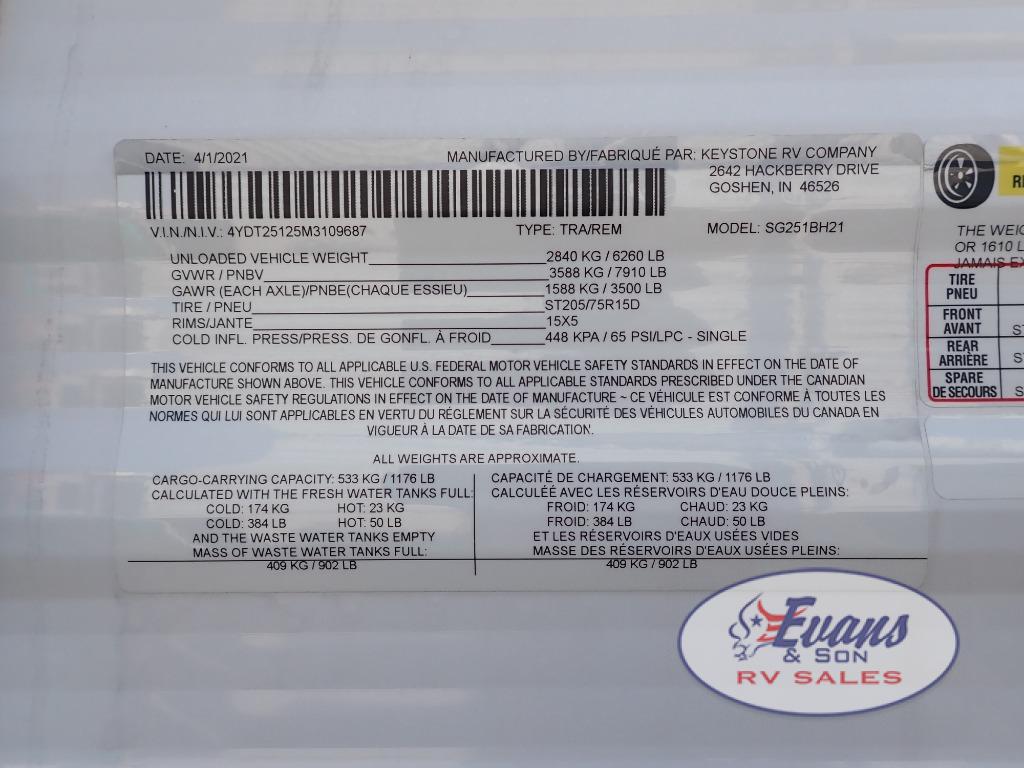 DATE: 4/1/2021
MANUFACTURED BY/FABRIQUÉ PAR: KEYSTONE RV COMPANY
2642 HACKBERRY DRIVE
GOSHEN, IN 46526
V.I.N./N.I.V.: 4YDT25125M3109687 TYPE: TRA/REM MODEL: SG251BH21
UNLOADED VEHICLE WEIGHT 2840 KG / 6260 LB
GVWR / PNBV 3588 KG / 7910 LB
GAWR (EACH AXLE)/PNBE(CHAQUE ESSIEU) 1588 KG / 3500 LB
TIRE / PNEU ST205/75R15D
RIMS/JANTE 15X5
COLD INFL. PRESS/PRESS. DE GONFL. À FROID 448 KPA / 65 PSI/LPC - SINGLE
THIS VEHICLE CONFORMS TO ALL APPLICABLE U.S. FEDERAL MOTOR VEHICLE SAFETY STANDARDS IN EFFECT ON THE DATE OF
MANUFACTURE SHOWN ABOVE. THIS VEHICLE CONFORMS TO ALL APPLICABLE STANDARDS PRESCRIBED UNDER THE CANADIAN
MOTOR VEHICLE SAFETY REGULATIONS IN EFFECT ON THE DATE OF MANUFACTURE ~ CE VÉHICULE EST CONFORME À TOUTES LES
NORMES QUI LUI SONT APPLICABLES EN VERTU DU RÉGLEMENT SUR LA SÉCURITÉ DES VÉHICULES AUTOMOBILES DU CANADA EN
VIGUEUR À LA DATE DE SA FABRICATION.
ALL WEIGHTS ARE APPROXIMATE.
CARGO-CARRYING CAPACITY: 533 KG / 1176 LB
CALCULATED WITH THE FRESH WATER TANKS FULL:
COLD: 174 KG HOT: 23 KG
COLD: 384 LB HOT: 50 LB
AND THE WASTE WATER TANKS EMPTY
MASS OF WASTE WATER TANKS FULL:
409 KG / 902 LB
CAPACITÉ DE CHARGEMENT: 533 KG / 1176 LB
CALCULÉE AVEC LES RÉSERVOIRS D'EAU DOUCE PLEINS:
FROID: 174 KG CHAUD: 23 KG
FROID: 384 LB CHAUD: 50 LB
ET LES RÉSERVOIRS D'EAUX USÉES VIDES
MASSE DES RÉSERVOIRS D'EAUX USÉES PLEINS:
409 KG / 902 LB
THE
OR 1610
JAMAIS
TIRE
PNEU
FRONT
AVANT
REAR
ARRIÈRE
SPARE
DE SECOURS
Evans
& SON
RV SALES